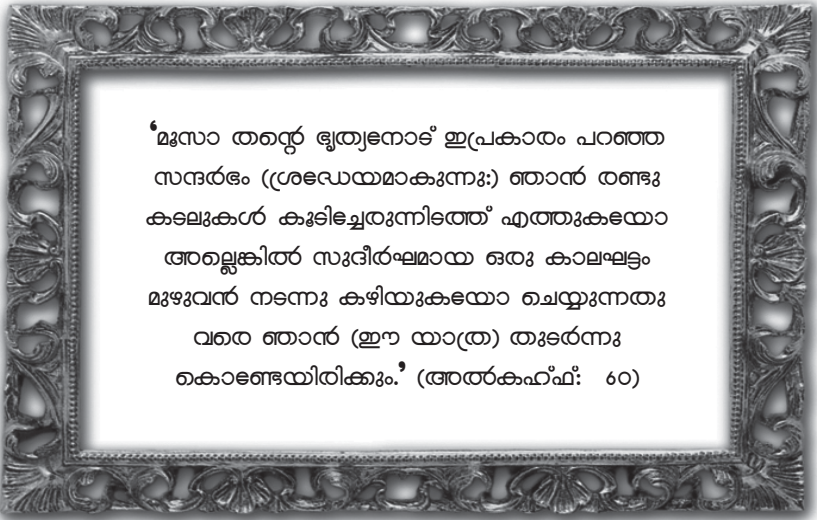 ‘മൂസാ തന്റെ ഭൃത്യനോട് ഇപ്രകാരം പറഞ്ഞ
സന്ദർഭം (ശ്രദ്ധേയമാകുന്നു:) ഞാൻ രണ്ടു
കടലുകൾ കൂടിച്ചേരുന്നിടത്ത് എത്തുകയോ
അല്ലെങ്കിൽ സുദീർഘമായ ഒരു കാലഘട്ടം
മുഴുവൻ നടന്നു കഴിയുകയോ ചെയ്യുന്നതു
വരെ ഞാൻ (ഈ യാത്ര) തുടർന്നു
കൊണ്ടേയിരിക്കും.’ (അൽകഹ്ഫ്: 60)